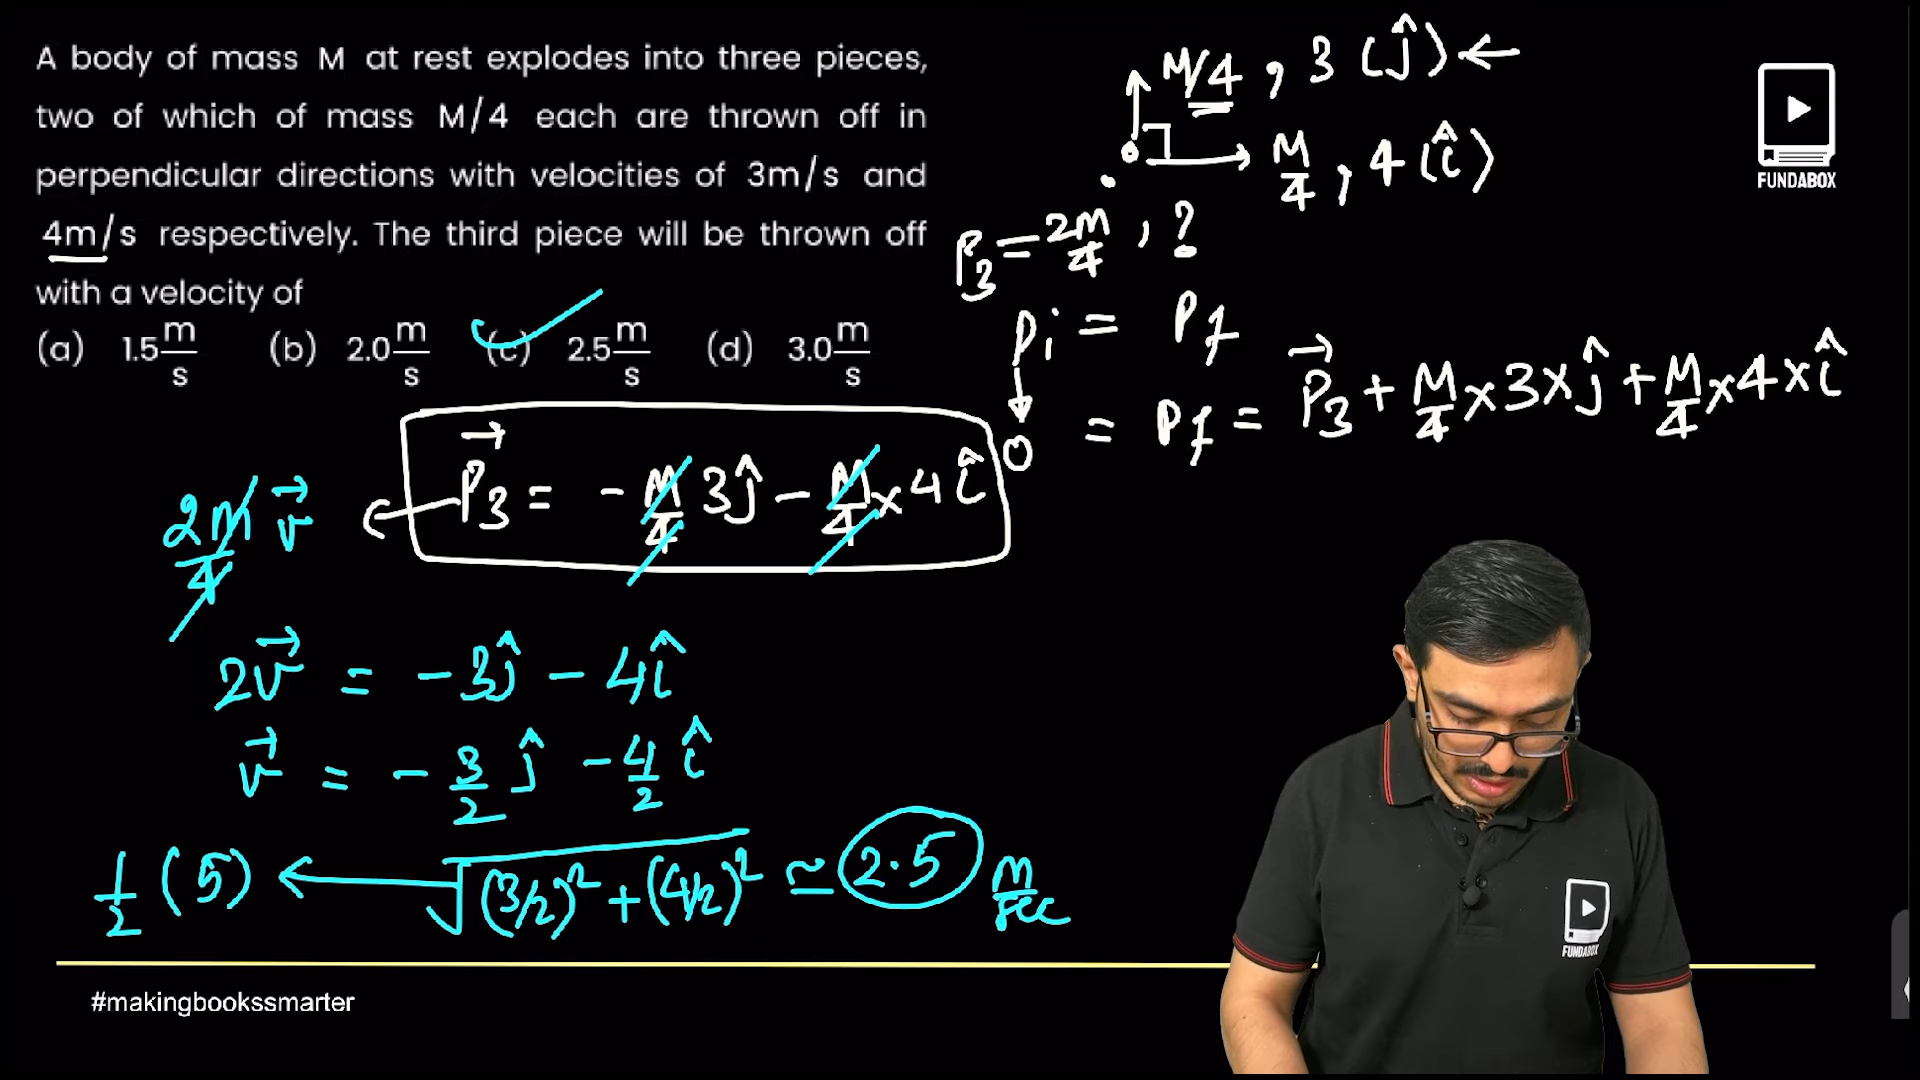 A body of mass M at rest explodes into three pieces,
two of which of mass M/4 each are thrown off in
perpendicular directions with velocities of 3m/s and
4m/s respectively. The third piece will be thrown off
with a velocity of
(a) 1.5 m/s (b) 2.0 m/s (c) 2.5 m/s (d) 3.0 m/s
M/4 , 3 (ĵ) ←
M/4 , 4 (î)
P₃ = 2M/4 , ?
Pi = Pf
0 = Pf = P⃗₃ + M/4 × 3 × ĵ + M/4 × 4 × î
2M/4 v⃗ ← P⃗₃ = - M/4 3ĵ - M/4 × 4 î
2v⃗ = -3ĵ - 4î
v⃗ = - 3/2 ĵ - 4/2 î
1/2 (5) ← √(3/2)² + (4/2)² ≃ 2.5 m/sec
FUNDABOX
FUNDABOX
#makingbookssmarter